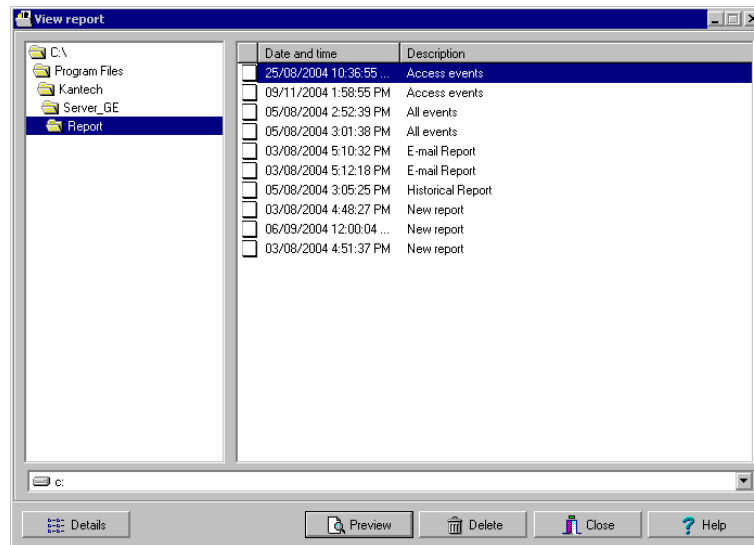 View report
C:\
Program Files
Kantech
Server_GE
Report
Date and time Description
25/08/2004 10:36:55 ... Access events
09/11/2004 1:58:55 PM Access events
05/08/2004 2:52:39 PM All events
05/08/2004 3:01:38 PM All events
03/08/2004 5:10:32 PM E-mail Report
03/08/2004 5:12:18 PM E-mail Report
05/08/2004 3:05:25 PM Historical Report
03/08/2004 4:48:27 PM New report
06/09/2004 12:00:04 ... New report
03/08/2004 4:51:37 PM New report
c:
Details Preview Delete Close Help